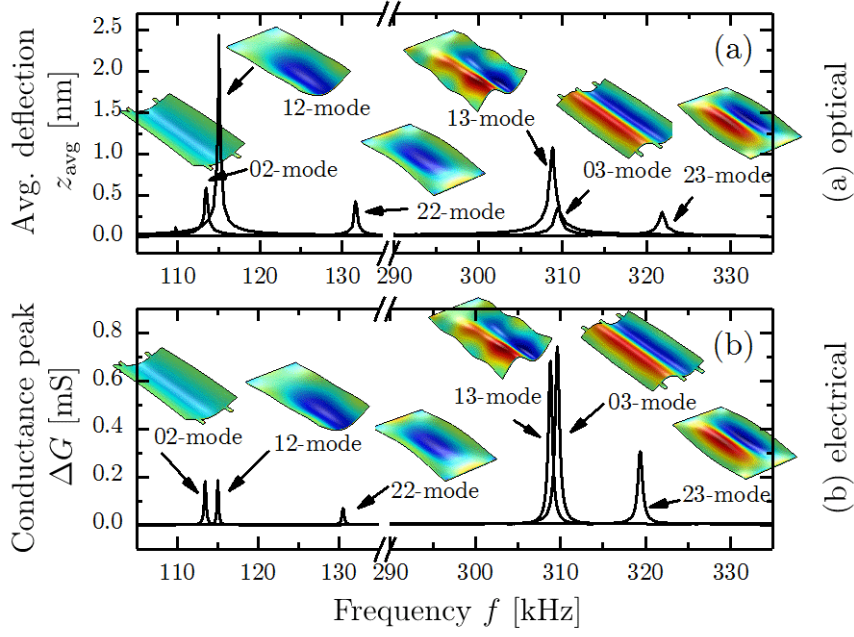 Avg. deflection
z_avg [nm]
2.5
2.0
1.5
1.0
0.5
0.0
(a)
12-mode
02-mode
22-mode
13-mode
03-mode
23-mode
(a) optical
110 120 130 290 300 310 320 330
Conductance peak
ΔG [mS]
0.8
0.6
0.4
0.2
0.0
(b)
02-mode
12-mode
22-mode
13-mode
03-mode
23-mode
(b) electrical
110 120 130 290 300 310 320 330
Frequency f [kHz]